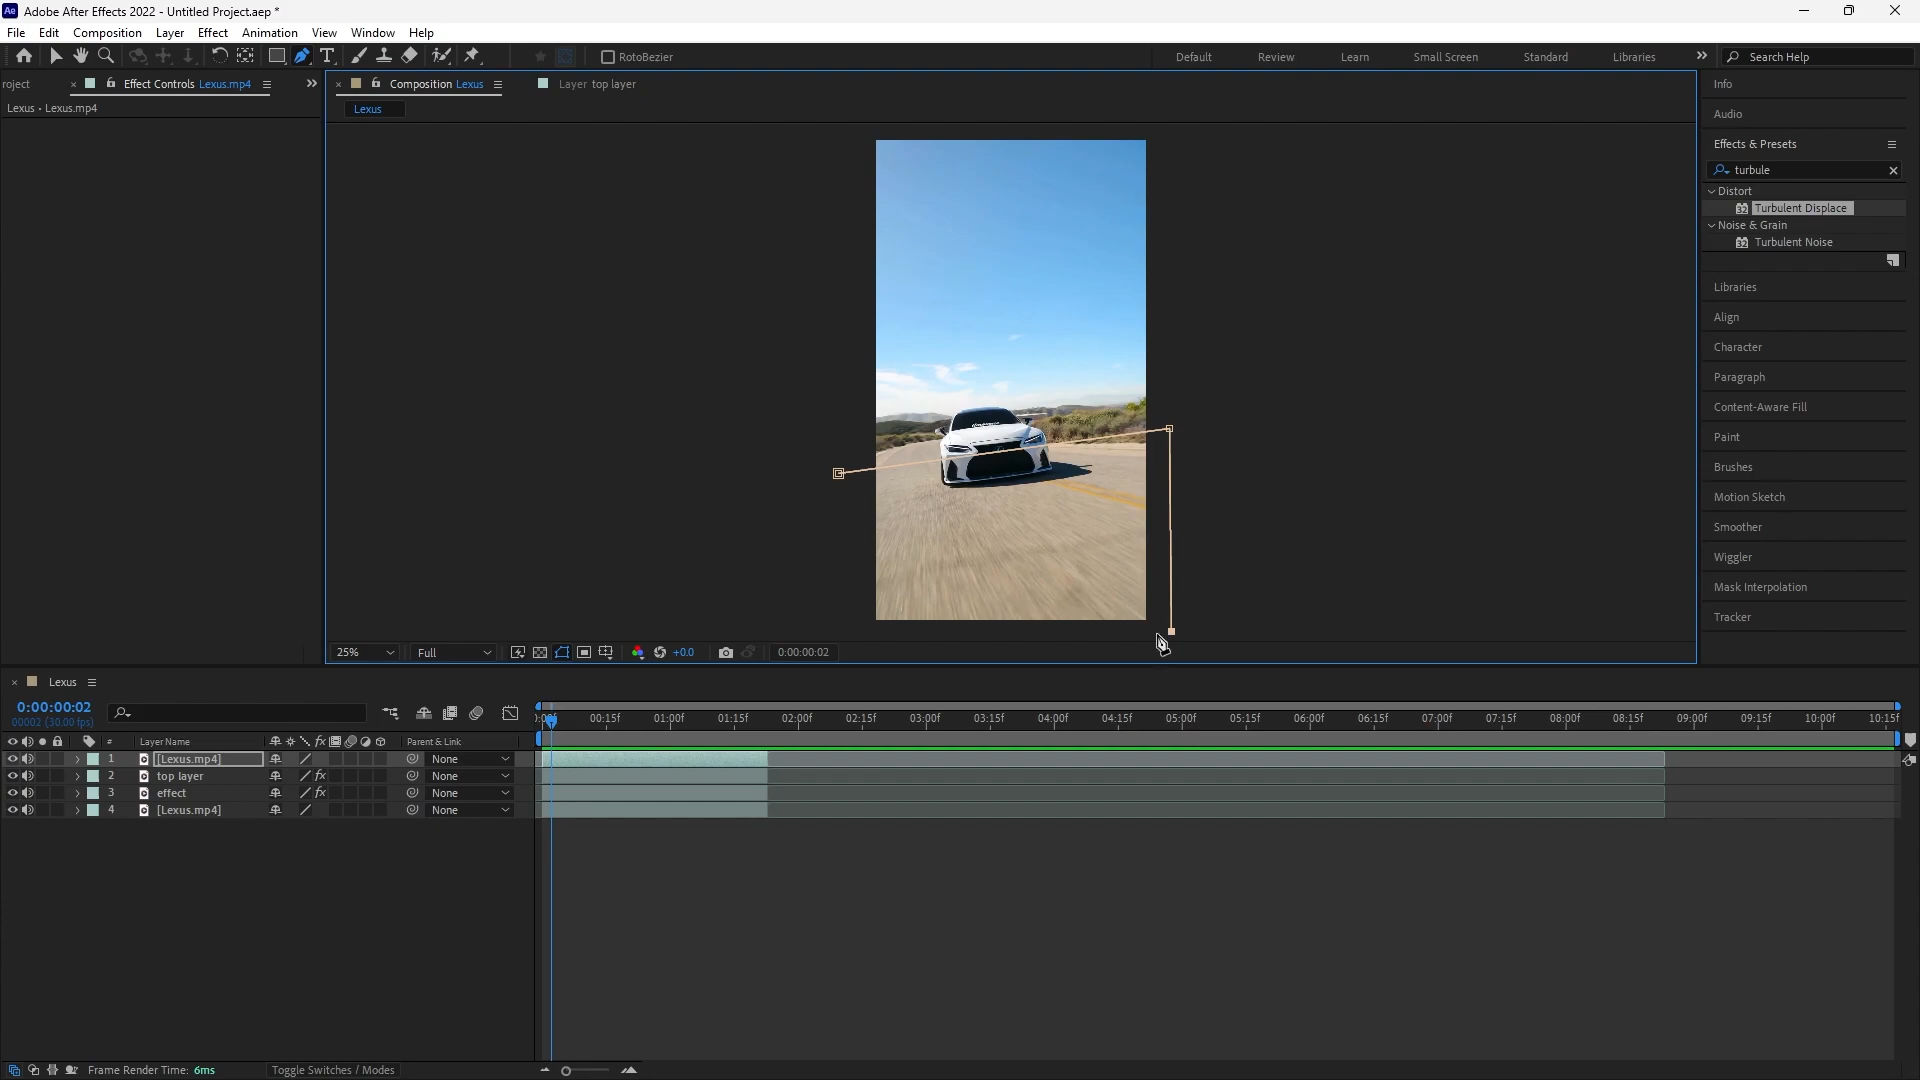 Ae Adobe After Effects 2022 - Untitled Project.aep *
File Edit Composition Layer Effect Animation View Window Help
RotoBezier Default Review Learn Small Screen Standard Libraries Search Help
roject Effect Controls Lexus.mp4
Lexus • Lexus.mp4
Composition Lexus Layer top layer
Lexus
Info
Audio
Effects & Presets
turbule
Distort
32 Turbulent Displace
Noise & Grain
32 Turbulent Noise
Libraries
Align
Character
Paragraph
Content-Aware Fill
Paint
Brushes
Motion Sketch
Smoother
Wiggler
Mask Interpolation
Tracker
25% Full +0.0 0:00:00:02
Lexus
0:00:00:02
00002 (30.00 fps)
00:15f 01:00f 01:15f 02:00f 02:15f 03:00f 03:15f 04:00f 04:15f 05:00f 05:15f 06:00f 06:15f 07:00f 07:15f 08:00f 08:15f 09:00f 09:15f 10:00f 10:15f
# Layer Name fx Parent & Link
1 [Lexus.mp4] None
2 top layer fx None
3 effect fx None
4 [Lexus.mp4] None
Frame Render Time: 6ms Toggle Switches / Modes